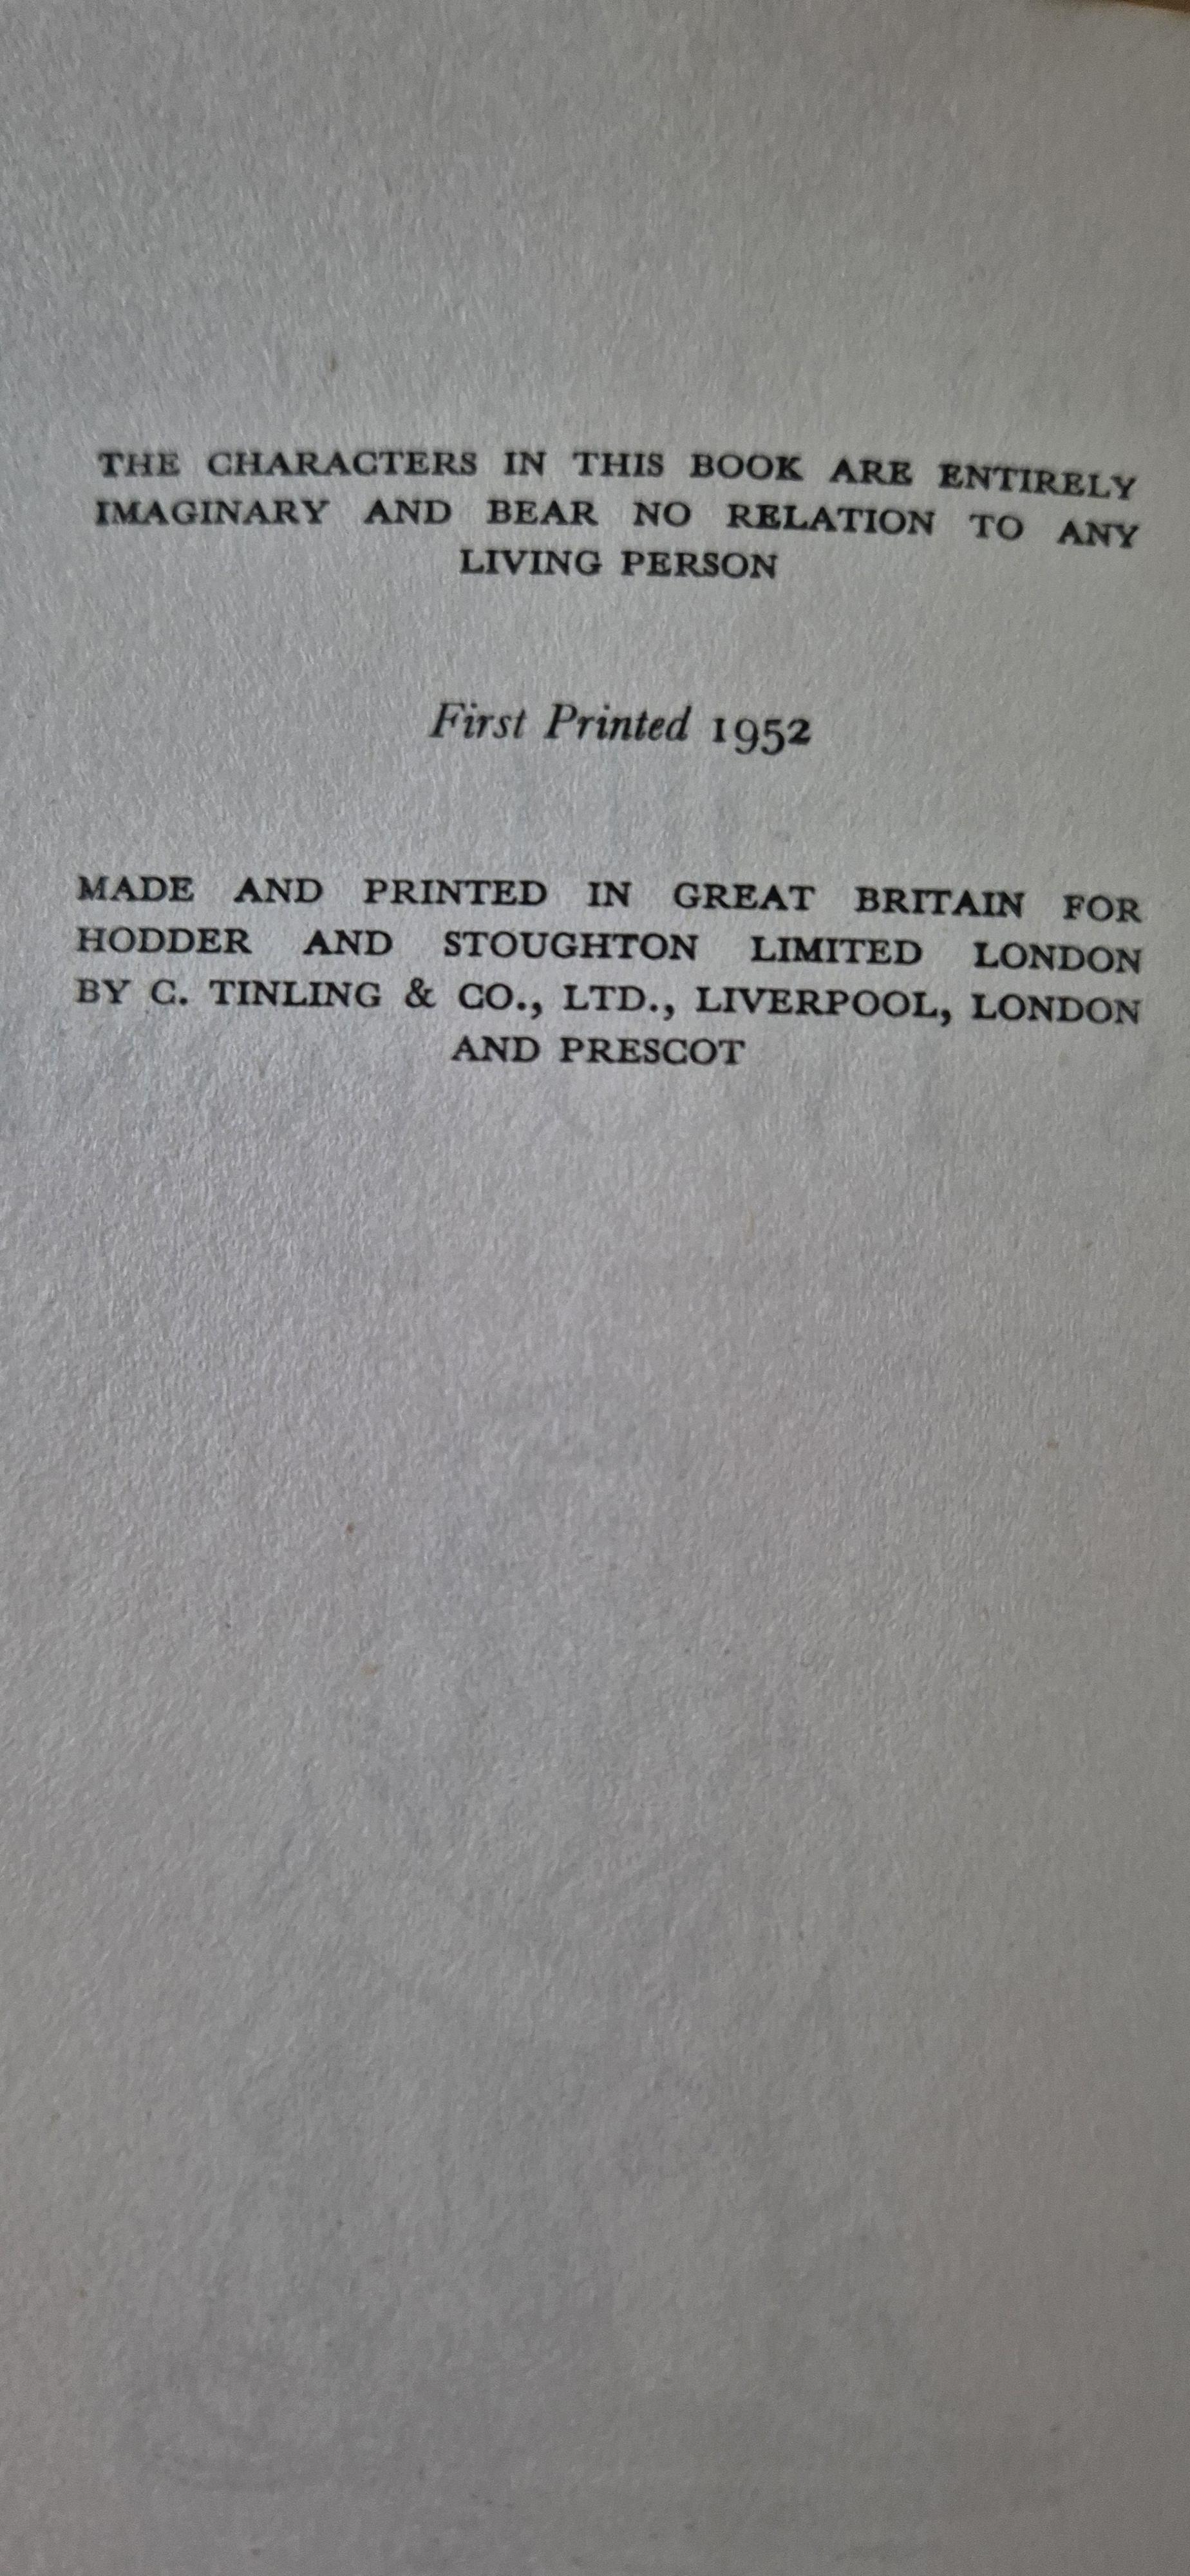 THE CHARACTERS IN THIS BOOK ARE ENTIRELY
IMAGINARY AND BEAR NO RELATION TO ANY
LIVING PERSON
First Printed 1952
MADE AND PRINTED IN GREAT BRITAIN FOR
HODDER AND STOUGHTON LIMITED LONDON
BY C. TINLING & CO., LTD., LIVERPOOL, LONDON
AND PRESCOT